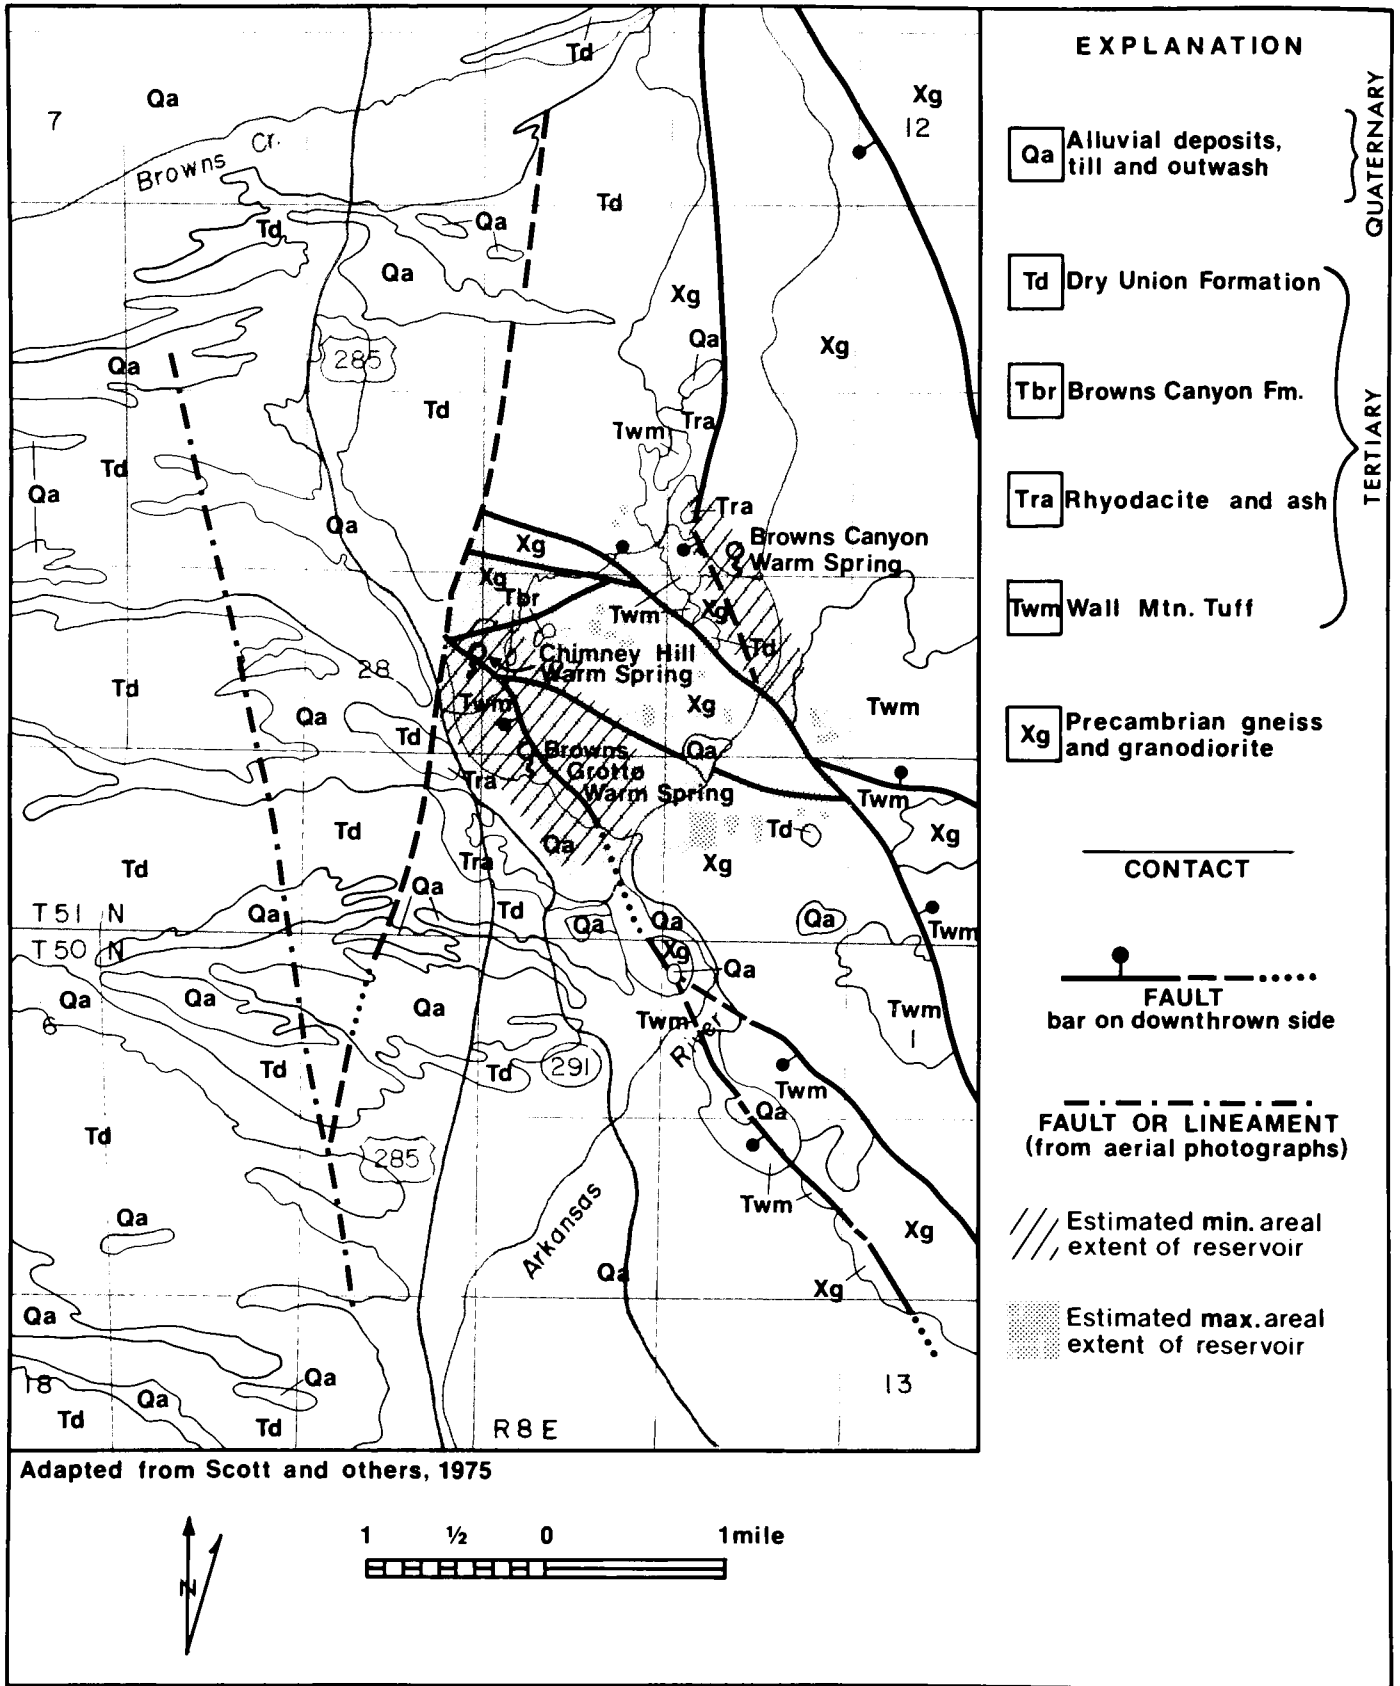 Td
Qa
Xg
7
12
Browns Cr.
Td
Qa
Td
Qa
Xg
Qa
Xg
285
Qa
Td
Tra
Twm
Td
Qa
Tra
Qa
Browns Canyon
Warm Spring
Xg
Xg
Tbr
Twm
Xg
Td
Chimney Hill
Warm Spring
28
Td
Twm
Xg
Twm
Qa
Td
Qa
Browns
Grotto
Warm Spring
Tra
Twm
Td
Td
Xg
Qa
Tra
Xg
Td
Qa
Qa
Td
Qa
Qa
Qa
Twm
T 51 N
T 50 N
Xg
Qa
Qa
Qa
Qa
Twm
Twm
6
1
River
Td
Td
291
Twm
Qa
Td
285
Twm
Arkansas
Qa
Xg
Qa
Xg
Qa
18
Qa
Qa
13
Td
Td
R 8 E
Adapted from Scott and others, 1975
N
1 ½ 0 1 mile
EXPLANATION
Qa Alluvial deposits,
till and outwash
QUATERNARY
Td Dry Union Formation
Tbr Browns Canyon Fm.
Tra Rhyodacite and ash
Twm Wall Mtn. Tuff
TERTIARY
Xg Precambrian gneiss
and granodiorite
CONTACT
FAULT
bar on downthrown side
FAULT OR LINEAMENT
(from aerial photographs)
Estimated min. areal
extent of reservoir
Estimated max. areal
extent of reservoir